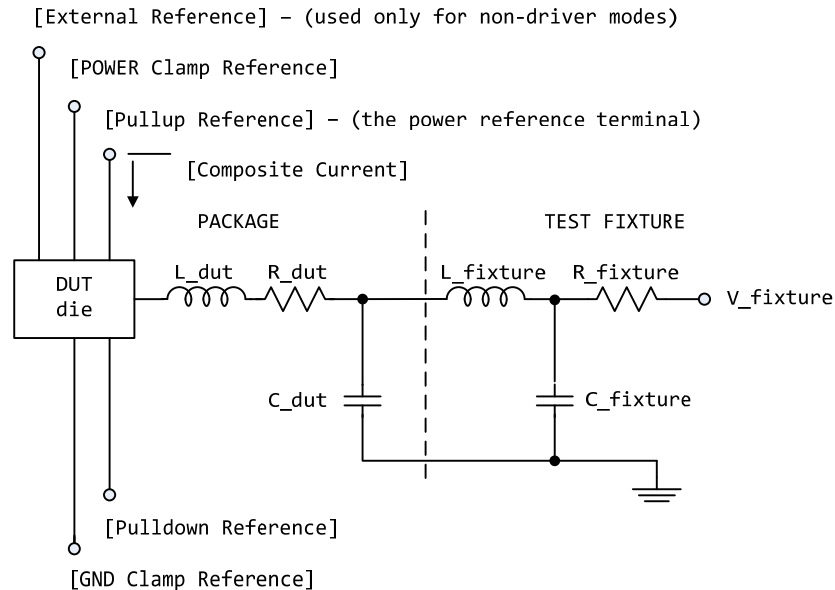 [External Reference] – (used only for non-driver modes)
[POWER Clamp Reference]
[Pullup Reference] – (the power reference terminal)
[Composite Current]
PACKAGE
TEST FIXTURE
DUT
die
L_dut
R_dut
L_fixture
R_fixture
V_fixture
C_dut
C_fixture
[Pulldown Reference]
[GND Clamp Reference]